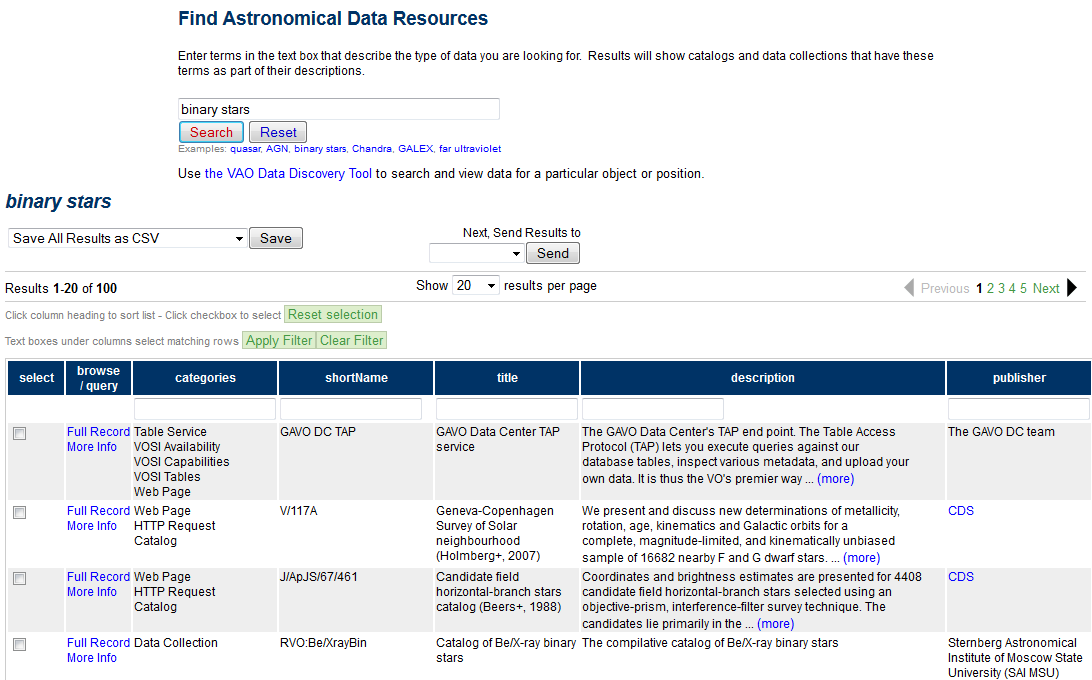 Find Astronomical Data Resources
Enter terms in the text box that describe the type of data you are looking for. Results will show catalogs and data collections that have these
terms as part of their descriptions.
binary stars
Search Reset
Examples: quasar, AGN, binary stars, Chandra, GALEX, far ultraviolet
Use the VAO Data Discovery Tool to search and view data for a particular object or position.
binary stars
Next, Send Results to
Save All Results as CSV Save
Send
Results 1-20 of 100 Show 20 results per page Previous 1 2 3 4 5 Next
Click column heading to sort list - Click checkbox to select Reset selection
Text boxes under columns select matching rows Apply Filter Clear Filter
select browse / query categories shortName title description publisher
Full Record
More Info
Table Service
VOSI Availability
VOSI Capabilities
VOSI Tables
Web Page
GAVO DC TAP
GAVO Data Center TAP
service
The GAVO Data Center's TAP end point. The Table Access
Protocol (TAP) lets you execute queries against our
database tables, inspect various metadata, and upload your
own data. It is thus the VO's premier way ... (more)
The GAVO DC team
Full Record
More Info
Web Page
HTTP Request
Catalog
V/117A
Geneva-Copenhagen
Survey of Solar
neighbourhood
(Holmberg+, 2007)
We present and discuss new determinations of metallicity,
rotation, age, kinematics and Galactic orbits for a
complete, magnitude-limited, and kinematically unbiased
sample of 16682 nearby F and G dwarf stars. ... (more)
CDS
Full Record
More Info
Web Page
HTTP Request
Catalog
J/ApJS/67/461
Candidate field
horizontal-branch stars
catalog (Beers+, 1988)
Coordinates and brightness estimates are presented for 4408
candidate field horizontal-branch stars selected using an
objective-prism, interference-filter survey technique. The
candidates lie primarily in the ... (more)
CDS
Full Record
More Info
Data Collection
RVO:Be/XrayBin
Catalog of Be/X-ray binary
stars
The compilative catalog of Be/X-ray binary stars
Sternberg Astronomical
Institute of Moscow State
University (SAI MSU)